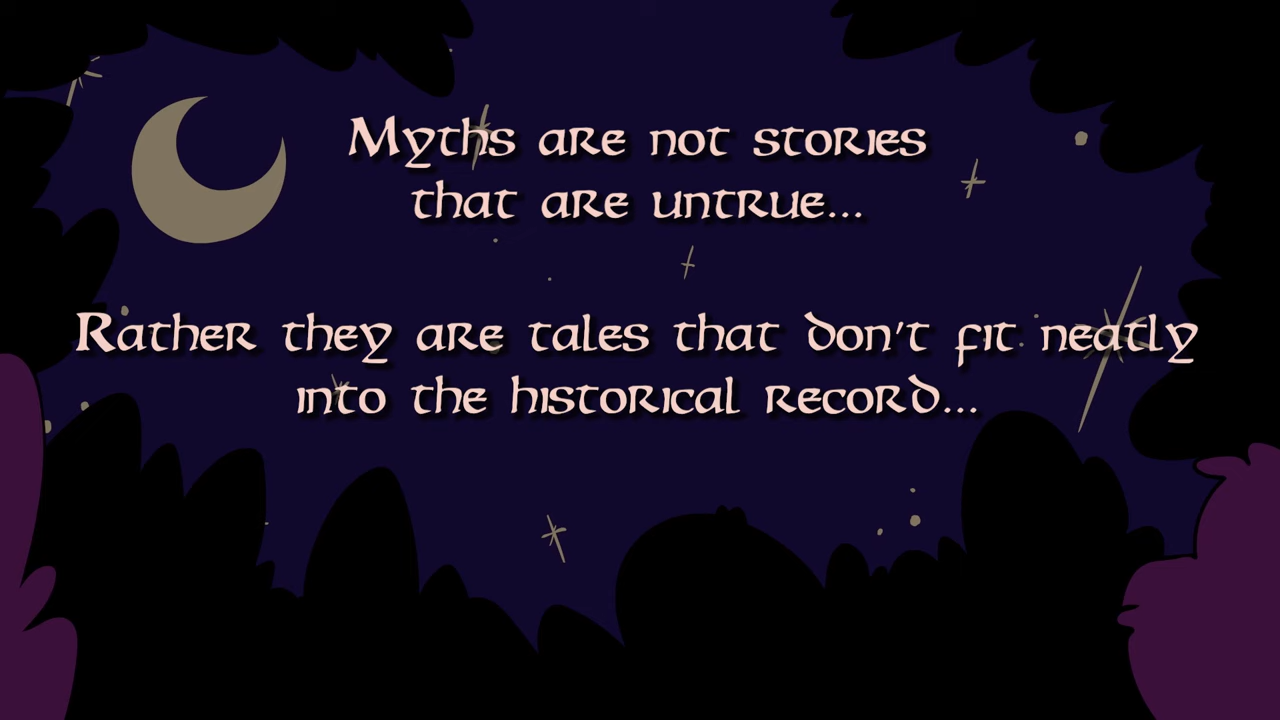 Myths are not stories
that are untrue...
Rather they are tales that don't fit neatly
into the historical record...